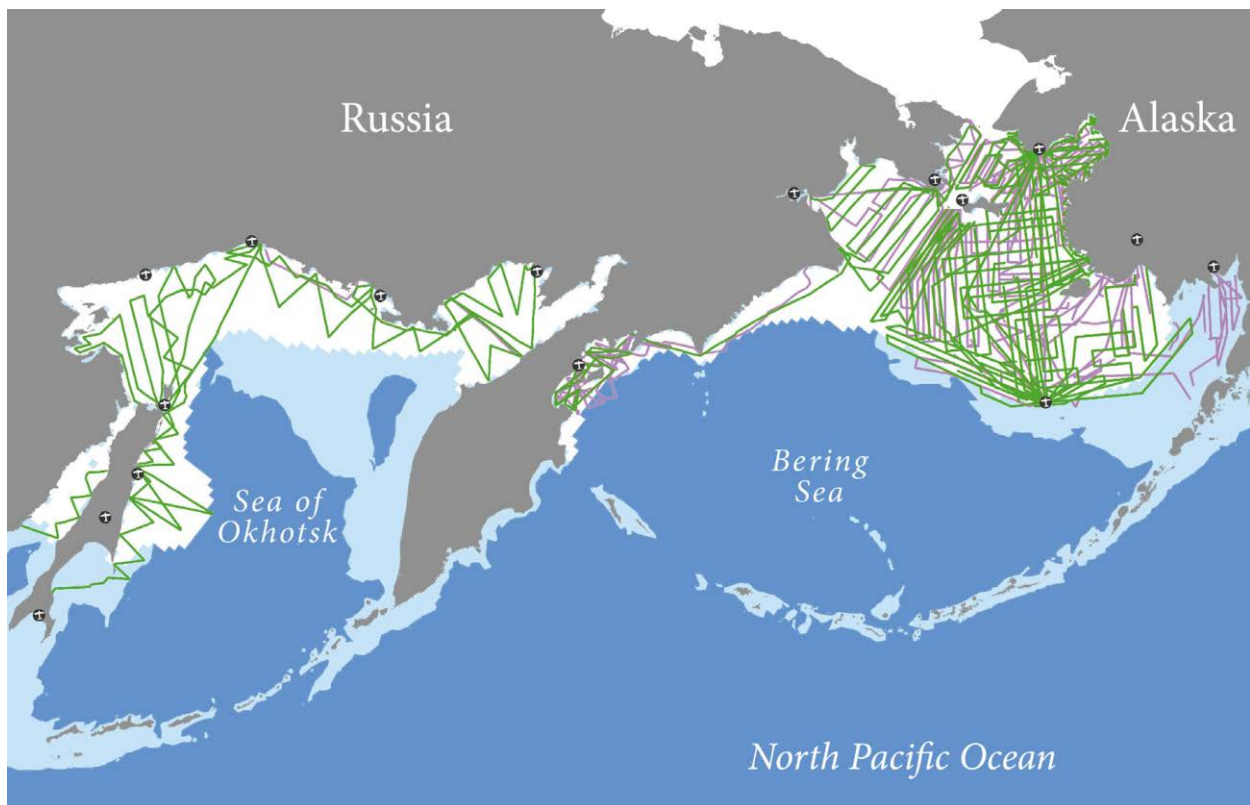 Russia
Alaska
Bering
Sea
Sea of
Okhotsk
North Pacific Ocean